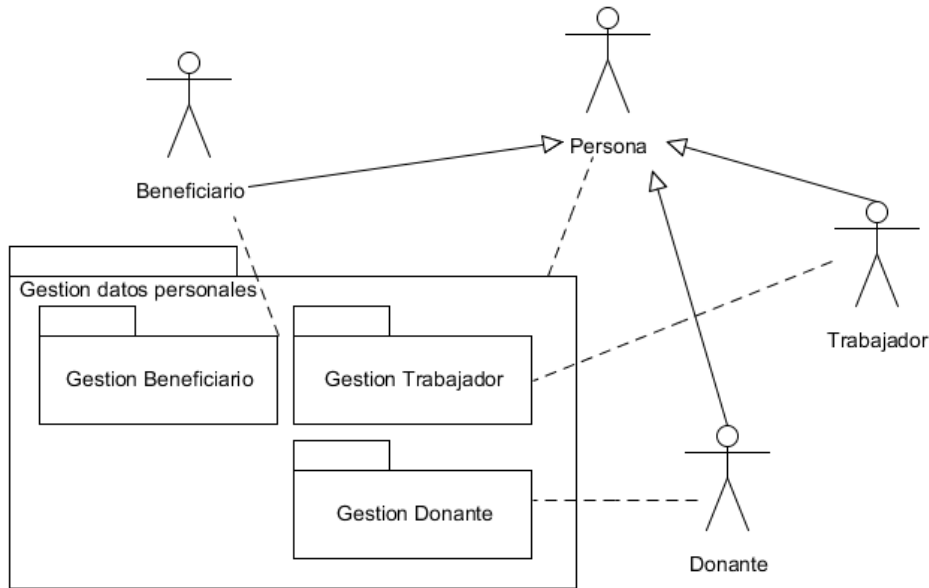 Persona
Beneficiario
Gestion datos personales
Trabajador
Gestion Beneficiario
Gestion Trabajador
Gestion Donante
Donante